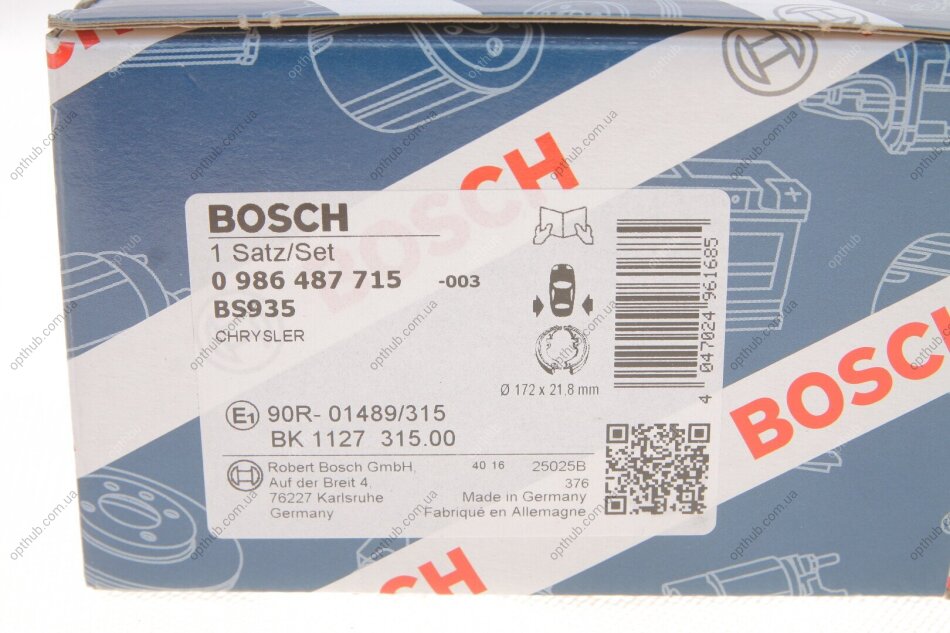 BOSCH
BOSCH
1 Satz/Set
0 986 487 715 -003
BS935
CHRYSLER
Ø 172 x 21.8 mm
4 047024 961685
E1 90R- 01489/315
BK 1127 315.00
Robert Bosch GmbH,
Auf der Breit 4,
76227 Karlsruhe
Germany
40 16 25025B
376
Made in Germany
Fabriqué en Allemagne
BOSCH
opthub.com.ua